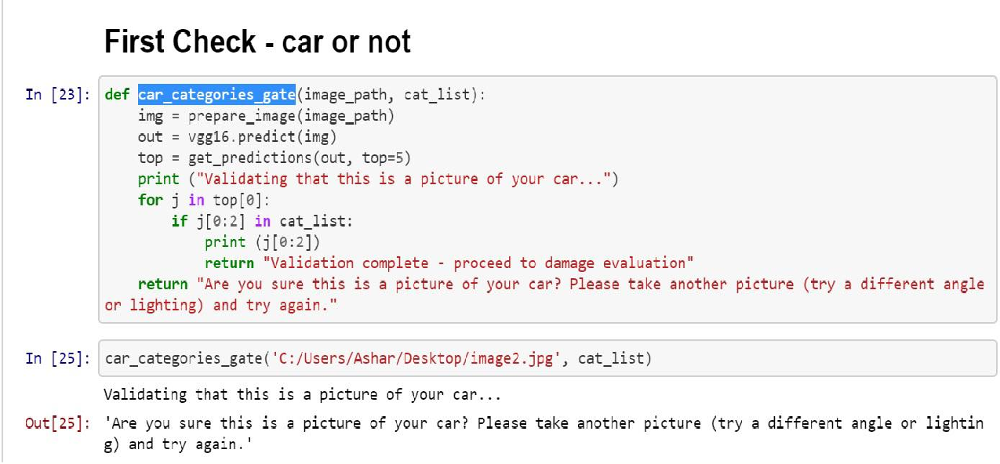 First Check - car or not
In [23]: def car_categories_gate(image_path, cat_list):
    img = prepare_image(image_path)
    out = vgg16.predict(img)
    top = get_predictions(out, top=5)
    print ("Validating that this is a picture of your car...")
    for j in top[0]:
        if j[0:2] in cat_list:
            print (j[0:2])
            return "Validation complete - proceed to damage evaluation"
    return "Are you sure this is a picture of your car? Please take another picture (try a different angle
or lighting) and try again."
In [25]: car_categories_gate('C:/Users/Ashar/Desktop/image2.jpg', cat_list)
Validating that this is a picture of your car...
Out[25]: 'Are you sure this is a picture of your car? Please take another picture (try a different angle or lightin
g) and try again.'